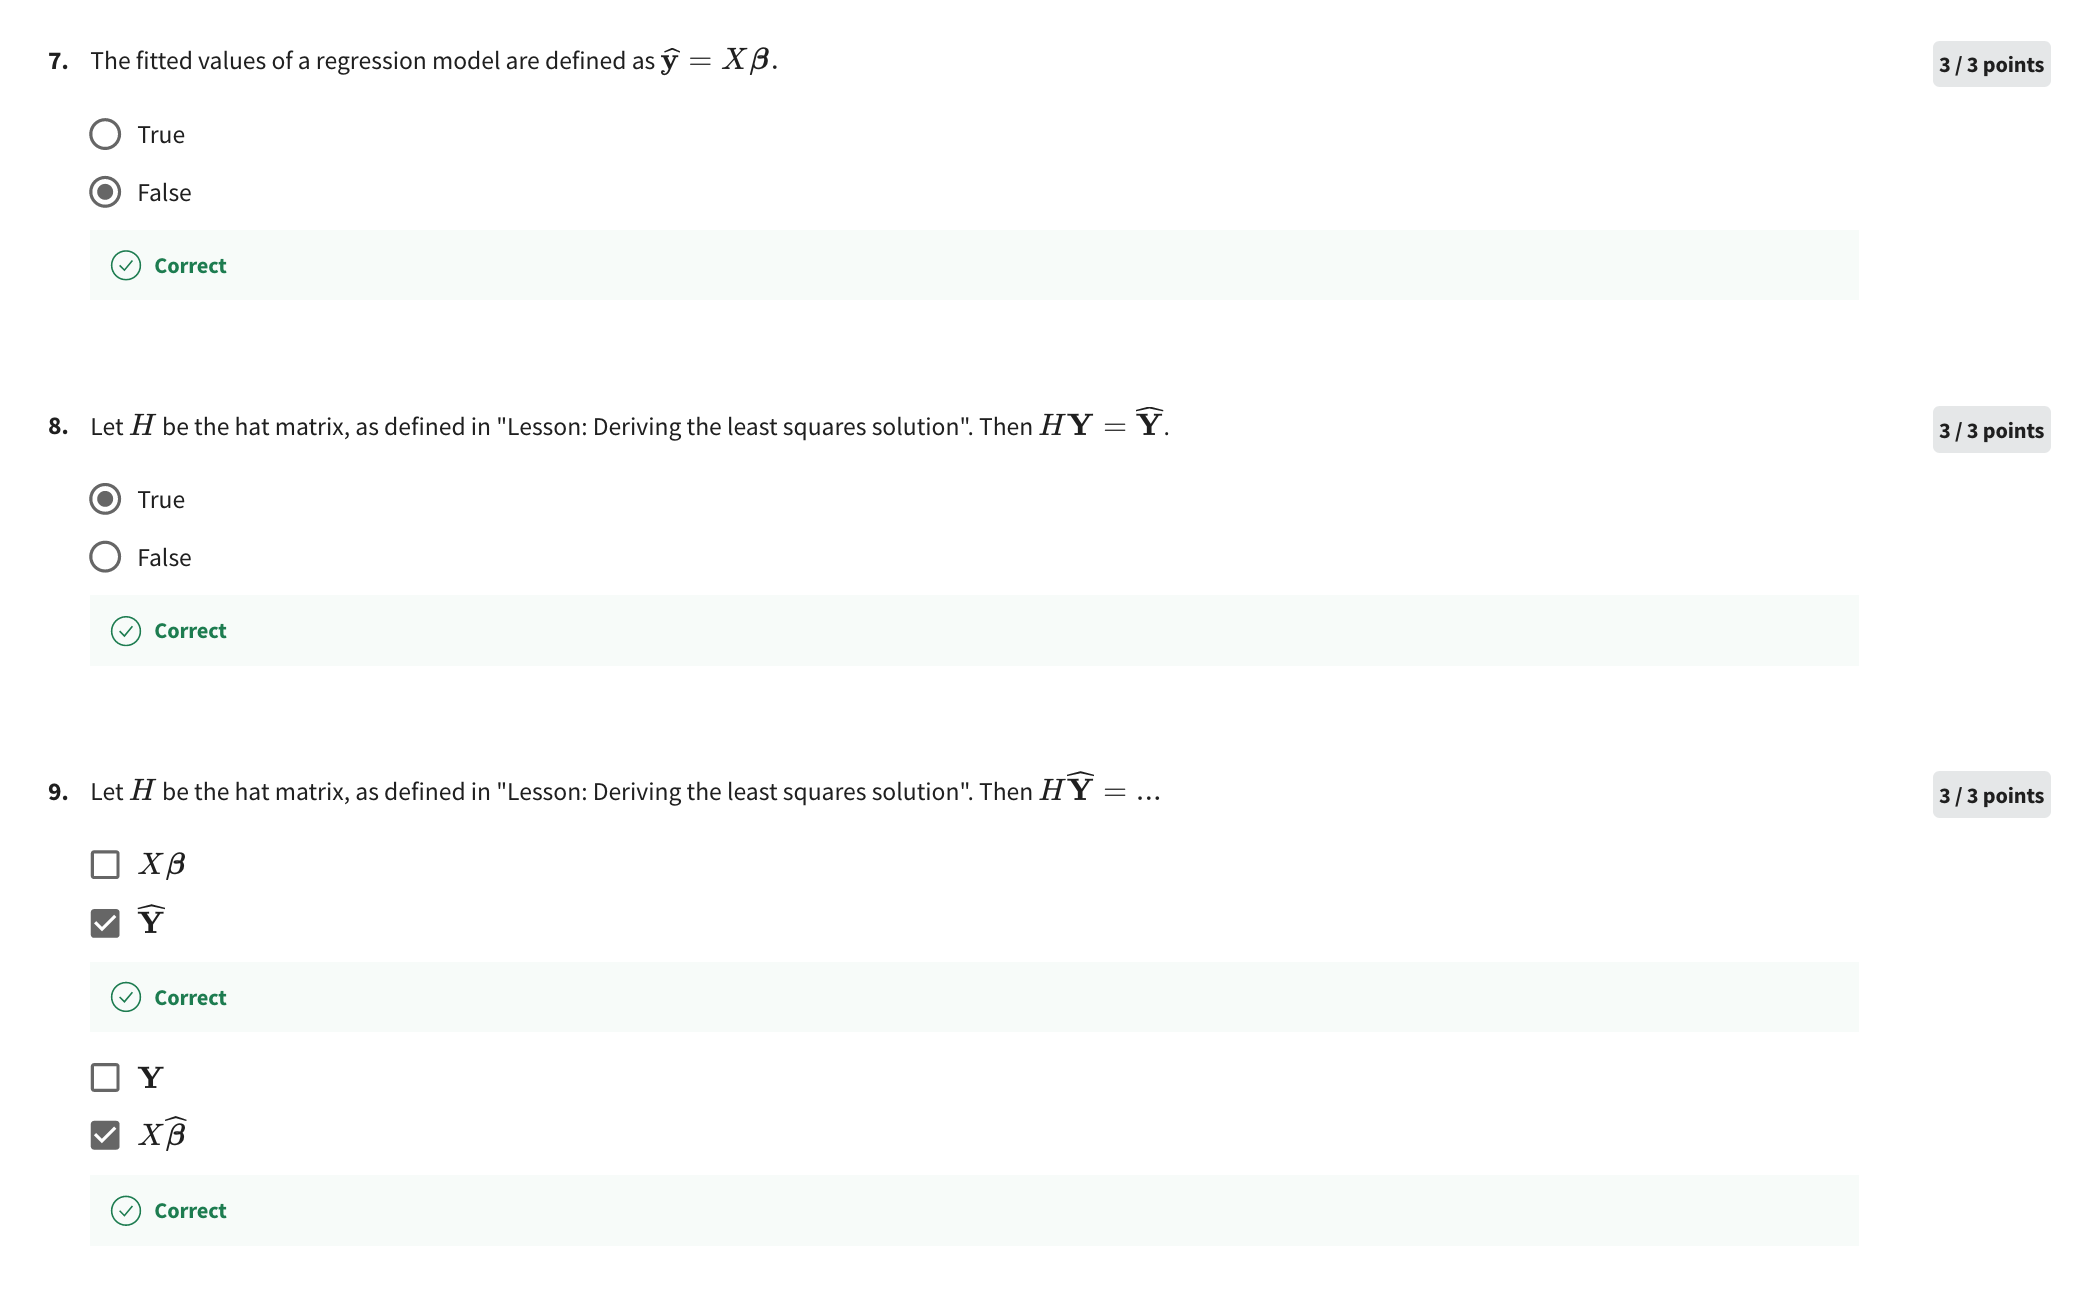 7. The fitted values of a regression model are defined as $\widehat{\mathbf{y}} = X\boldsymbol{\beta}$.
3 / 3 points
True
False
Correct
8. Let $H$ be the hat matrix, as defined in "Lesson: Deriving the least squares solution". Then $H\mathbf{Y} = \widehat{\mathbf{Y}}$.
3 / 3 points
True
False
Correct
9. Let $H$ be the hat matrix, as defined in "Lesson: Deriving the least squares solution". Then $H\widehat{\mathbf{Y}} = ...$
3 / 3 points
$X\boldsymbol{\beta}$
$\widehat{\mathbf{Y}}$
Correct
$\mathbf{Y}$
$X\widehat{\boldsymbol{\beta}}$
Correct